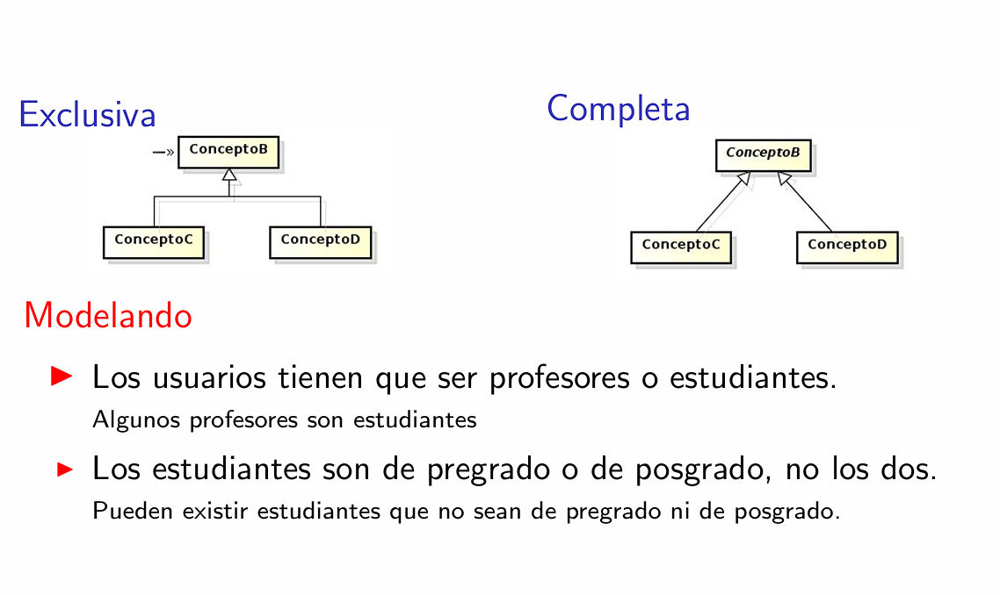 Exclusiva
—»
ConceptoB
ConceptoC
ConceptoD
Completa
ConceptoB
ConceptoC
ConceptoD
Modelando
Los usuarios tienen que ser profesores o estudiantes.
Algunos profesores son estudiantes
Los estudiantes son de pregrado o de posgrado, no los dos.
Pueden existir estudiantes que no sean de pregrado ni de posgrado.